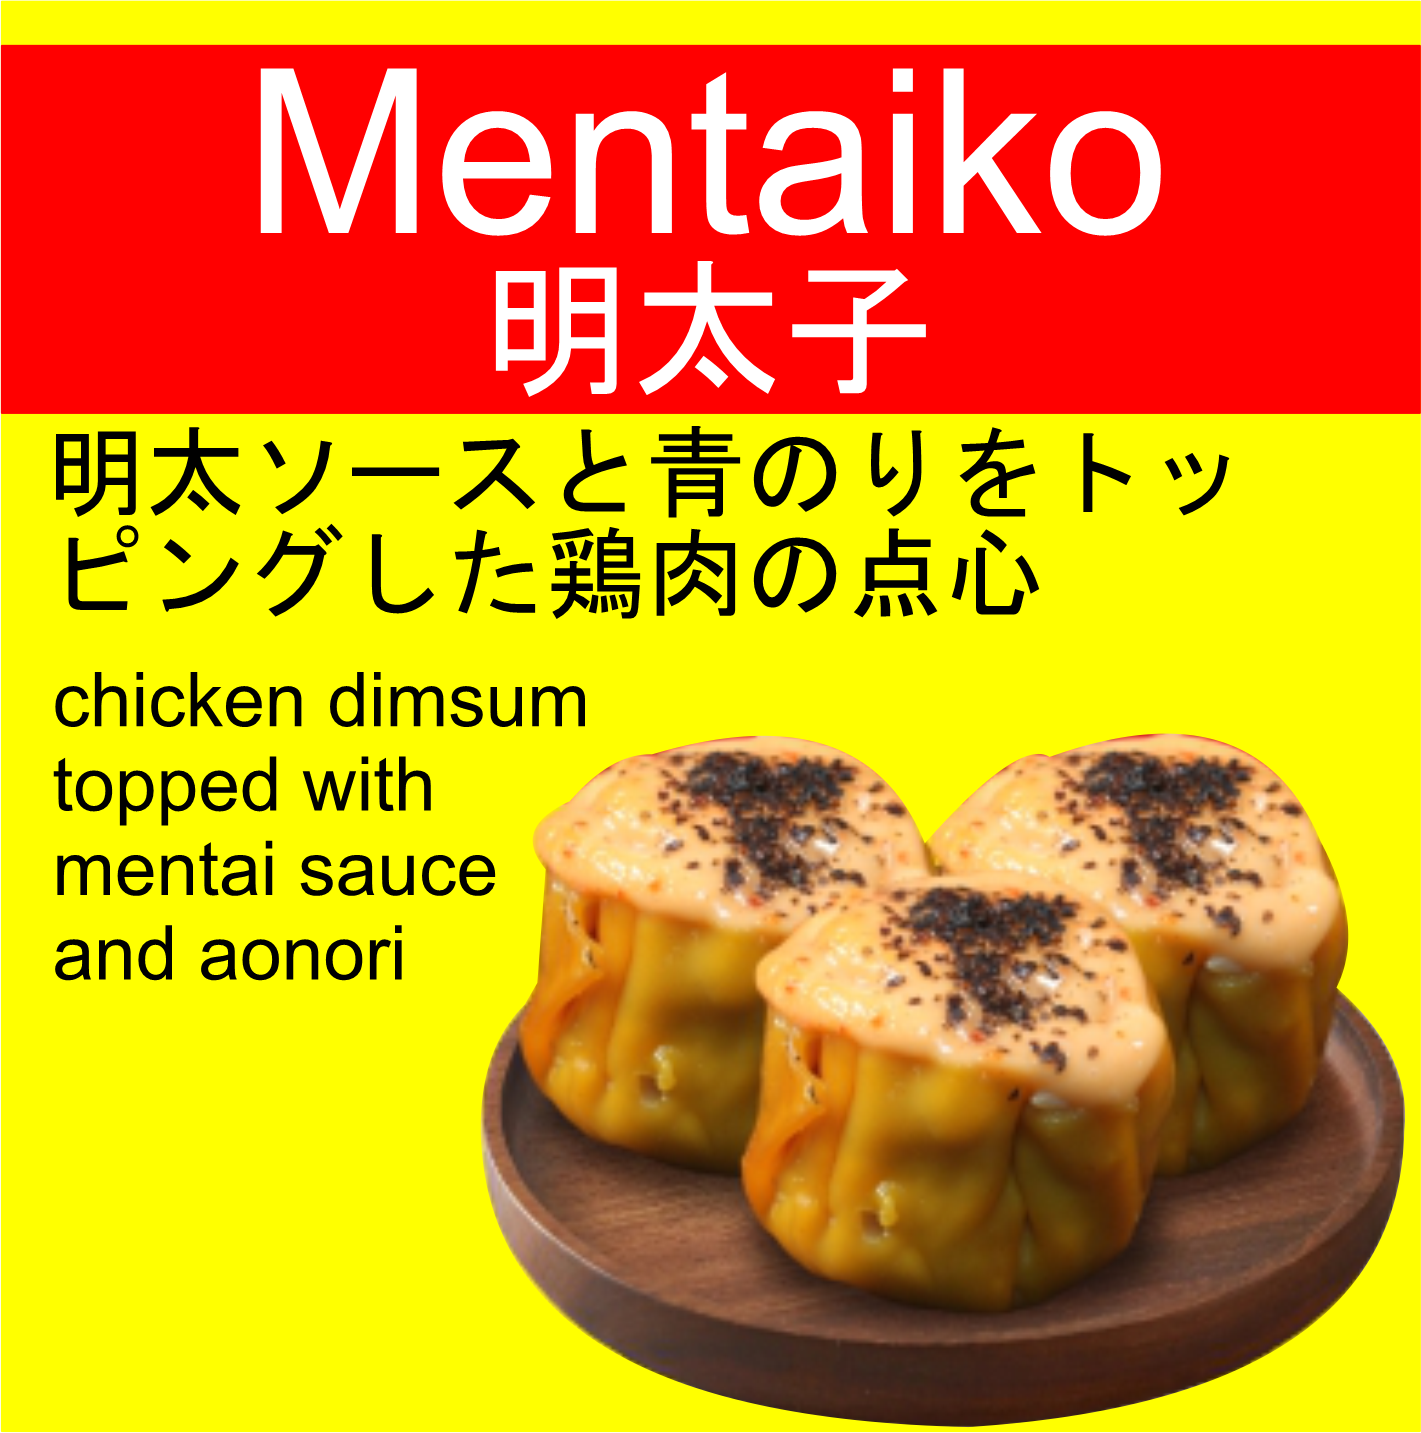 Mentaiko
明太子
明太ソースと青のりをトッ
ピングした鶏肉の点心
chicken dimsum
topped with
mentai sauce
and aonori